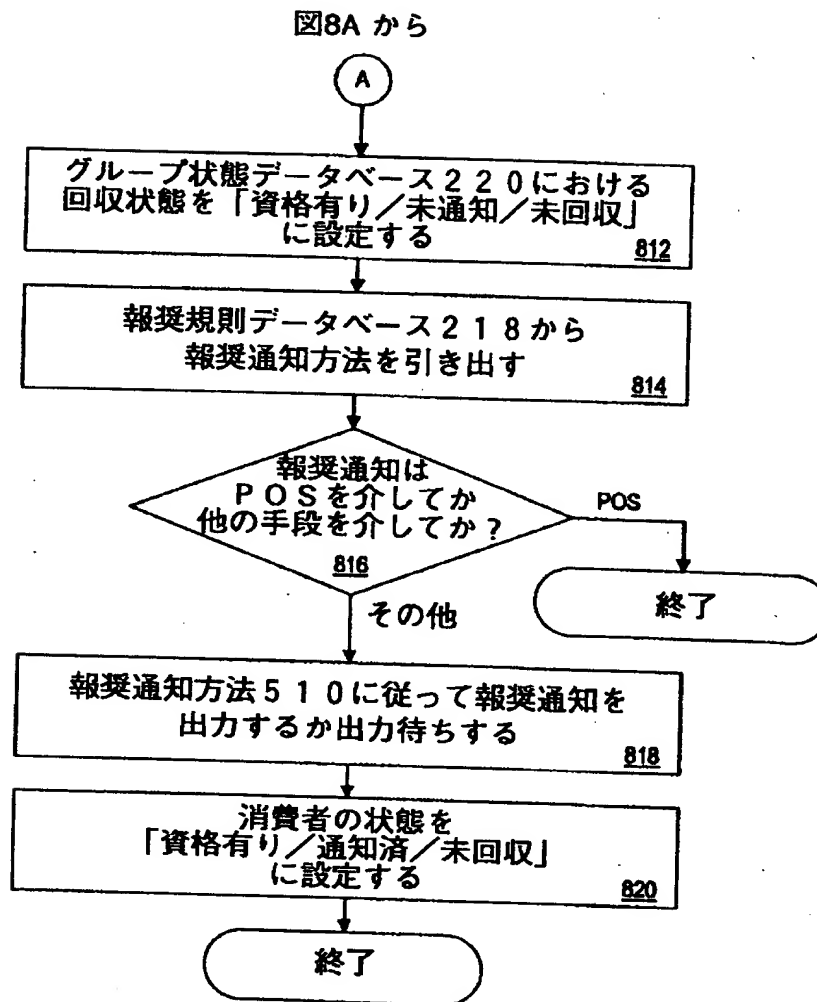 図8A から
A
グループ状態データベース２２０における
回収状態を「資格有り／未通知／未回収」
に設定する
812
報奨規則データベース２１８から
報奨通知方法を引き出す
814
報奨通知は
ＰＯＳを介してか
他の手段を介してか？
816
POS
終了
その他
報奨通知方法５１０に従って報奨通知を
出力するか出力待ちする
818
消費者の状態を
「資格有り／通知済／未回収」
に設定する
820
終了